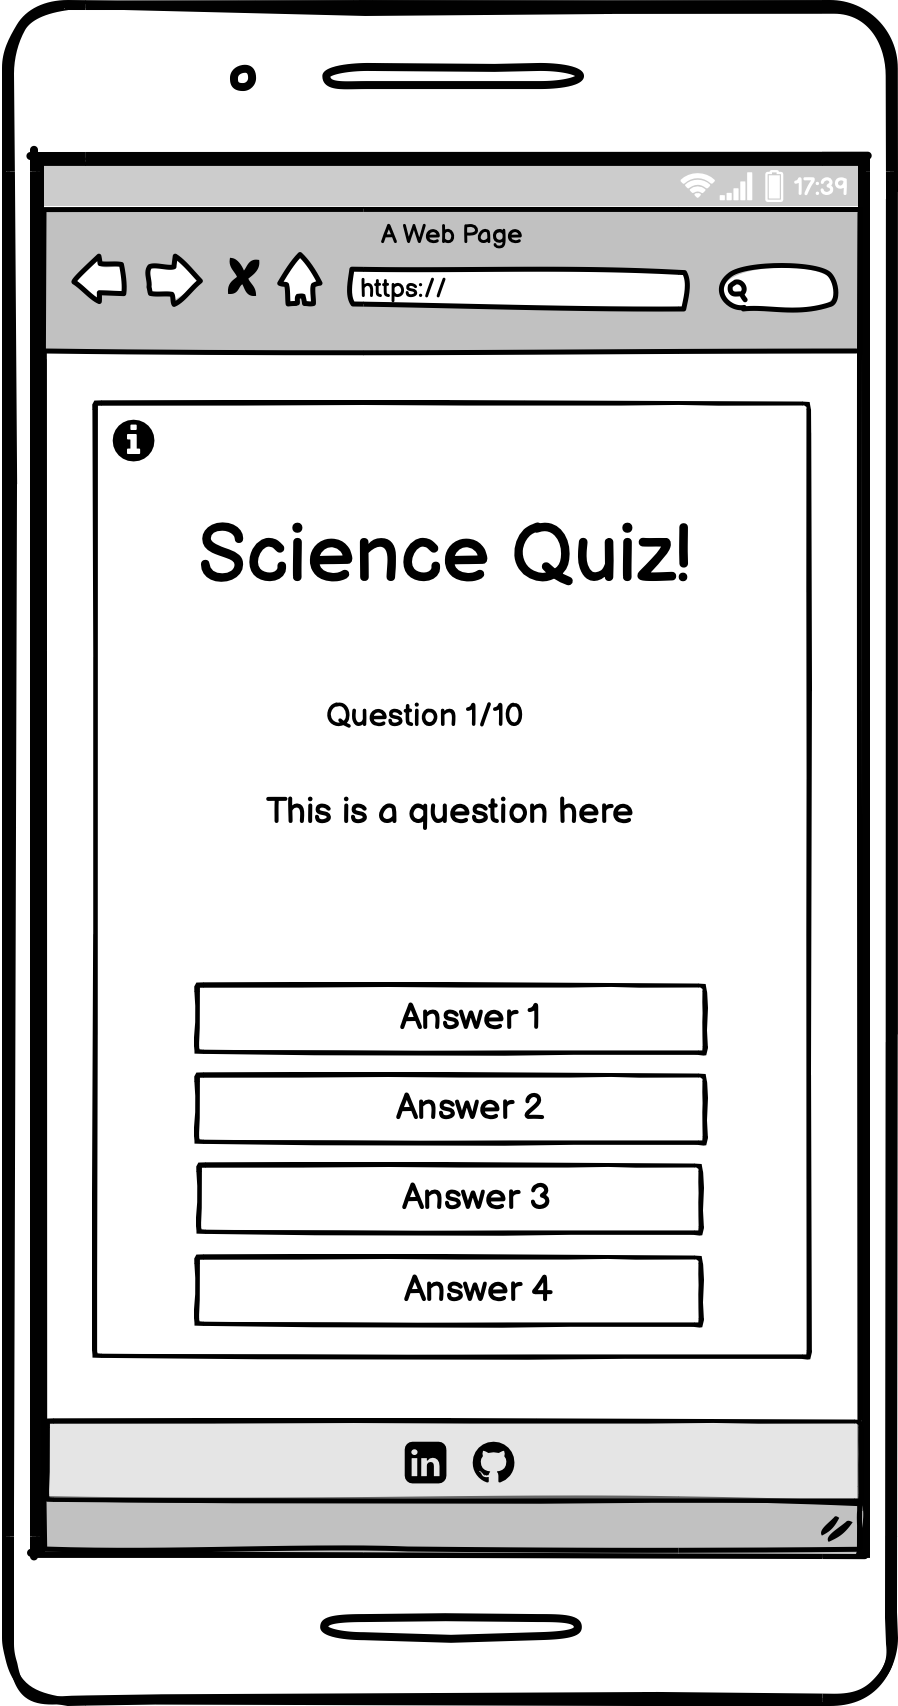 17:39
A Web Page
https://
Science Quiz!
Question 1/10
This is a question here
Answer 1
Answer 2
Answer 3
Answer 4
in